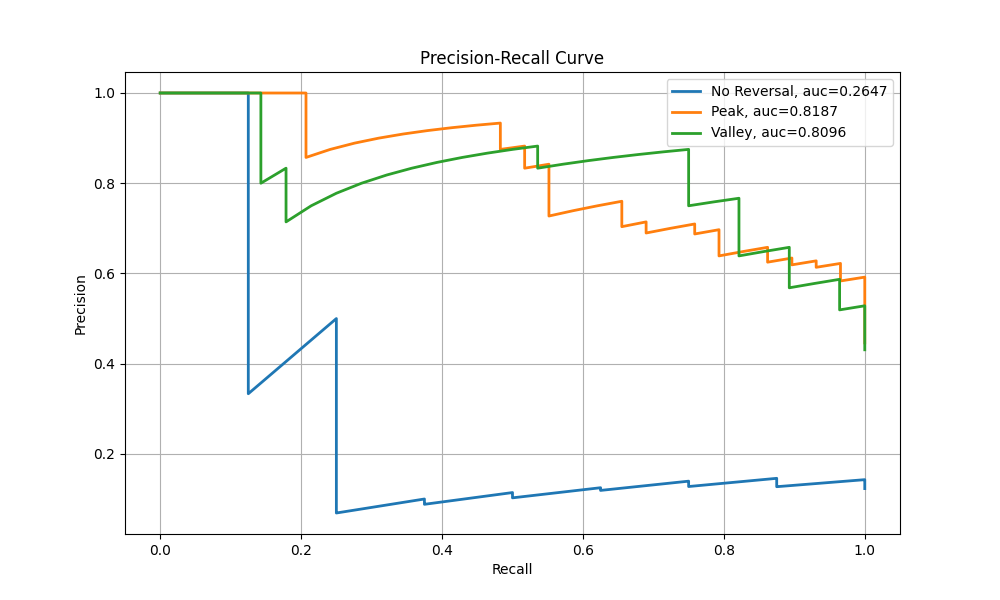 Precision-Recall Curve
No Reversal, auc=0.2647
Peak, auc=0.8187
Valley, auc=0.8096
Precision
1.0
0.8
0.6
0.4
0.2
0.0 0.2 0.4 0.6 0.8 1.0
Recall